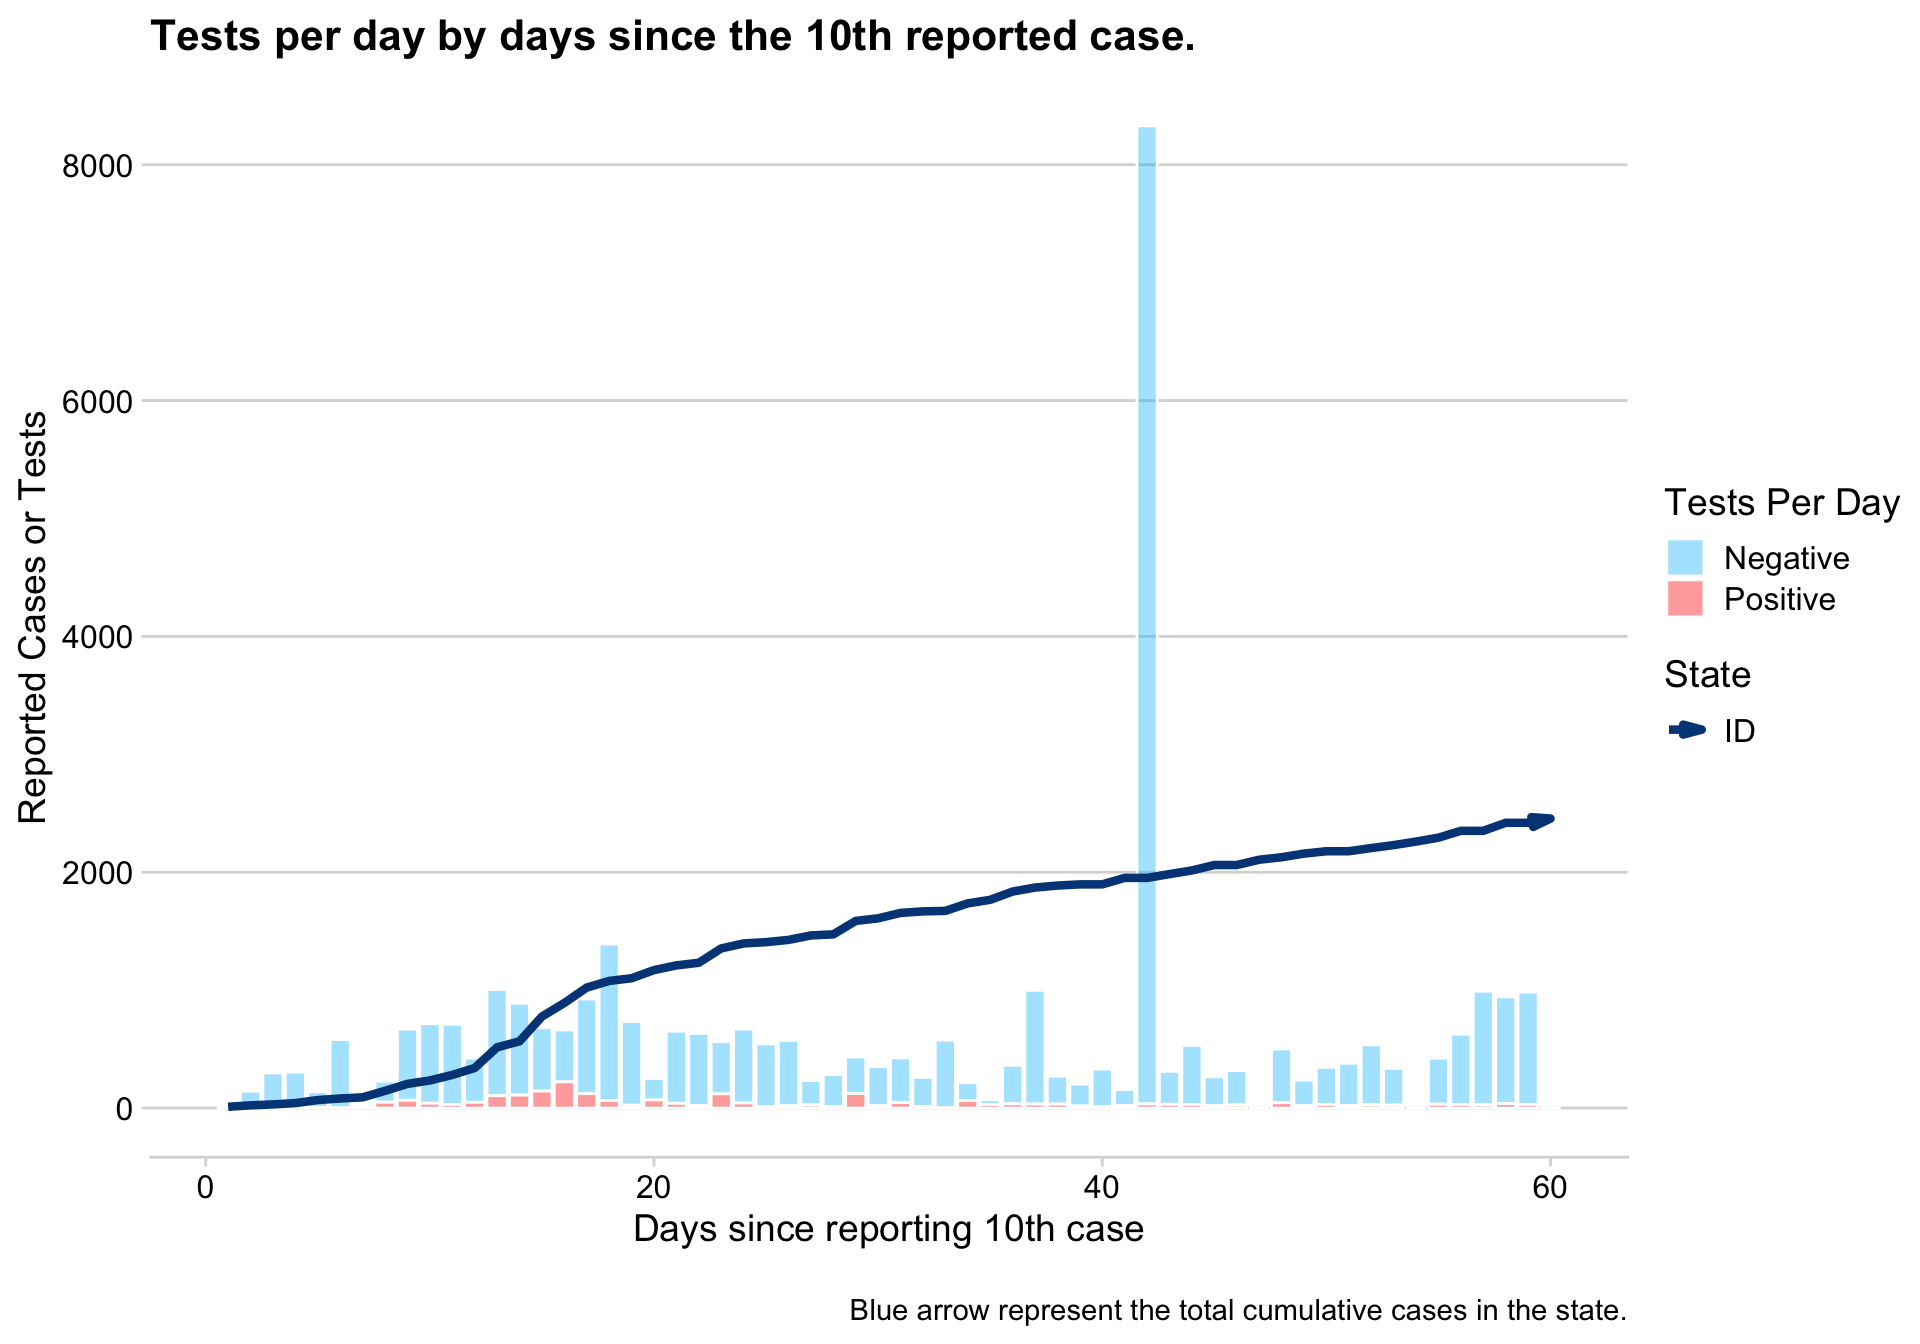 Tests per day by days since the 10th reported case.
Reported Cases or Tests
8000
6000
4000
2000
0
0 20 40 60
Days since reporting 10th case
Tests Per Day
Negative
Positive
State
ID
Blue arrow represent the total cumulative cases in the state.